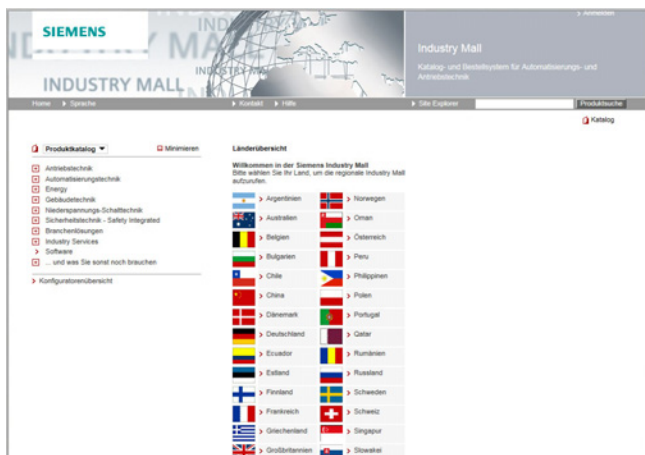 SIEMENS
INDUSTRY MALL
Anmelden
Industry Mall
Katalog- und Bestellsystem für Automatisierungs- und
Antriebstechnik
Home Sprache Kontakt Hilfe Site Explorer Produktsuche
Katalog
Produktkatalog Minimieren
Antriebstechnik
Automatisierungstechnik
Energy
Gebäudetechnik
Niederspannungs-Schalttechnik
Sicherheitstechnik - Safety Integrated
Branchenlösungen
Industry Services
Software
... und was Sie sonst noch brauchen
Konfiguratorenübersicht
Länderübersicht
Willkommen in der Siemens Industry Mall
Bitte wählen Sie Ihr Land, um die regionale Industry Mall
aufzurufen.
Argentinien Norwegen
Australien Oman
Belgien Österreich
Bulgarien Peru
Chile Philippinen
China Polen
Dänemark Portugal
Deutschland Qatar
Ecuador Rumänien
Estland Russland
Finnland Schweden
Frankreich Schweiz
Griechenland Singapur
Großbritannien Slowakei